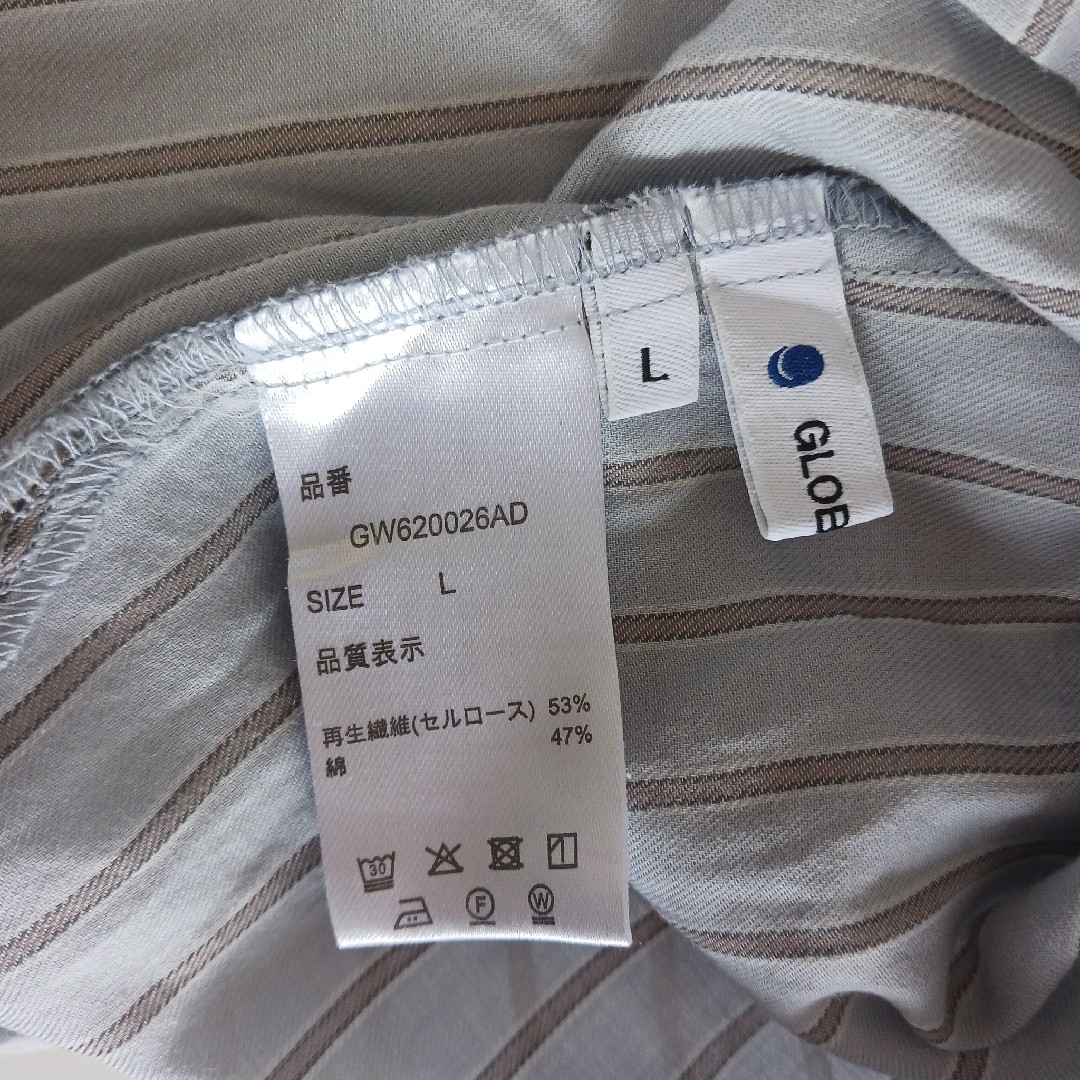 品番
GW620026AD
SIZE L
品質表示
再生繊維(セルロース) 53%
綿 47%
30
F
W
L
GLOB